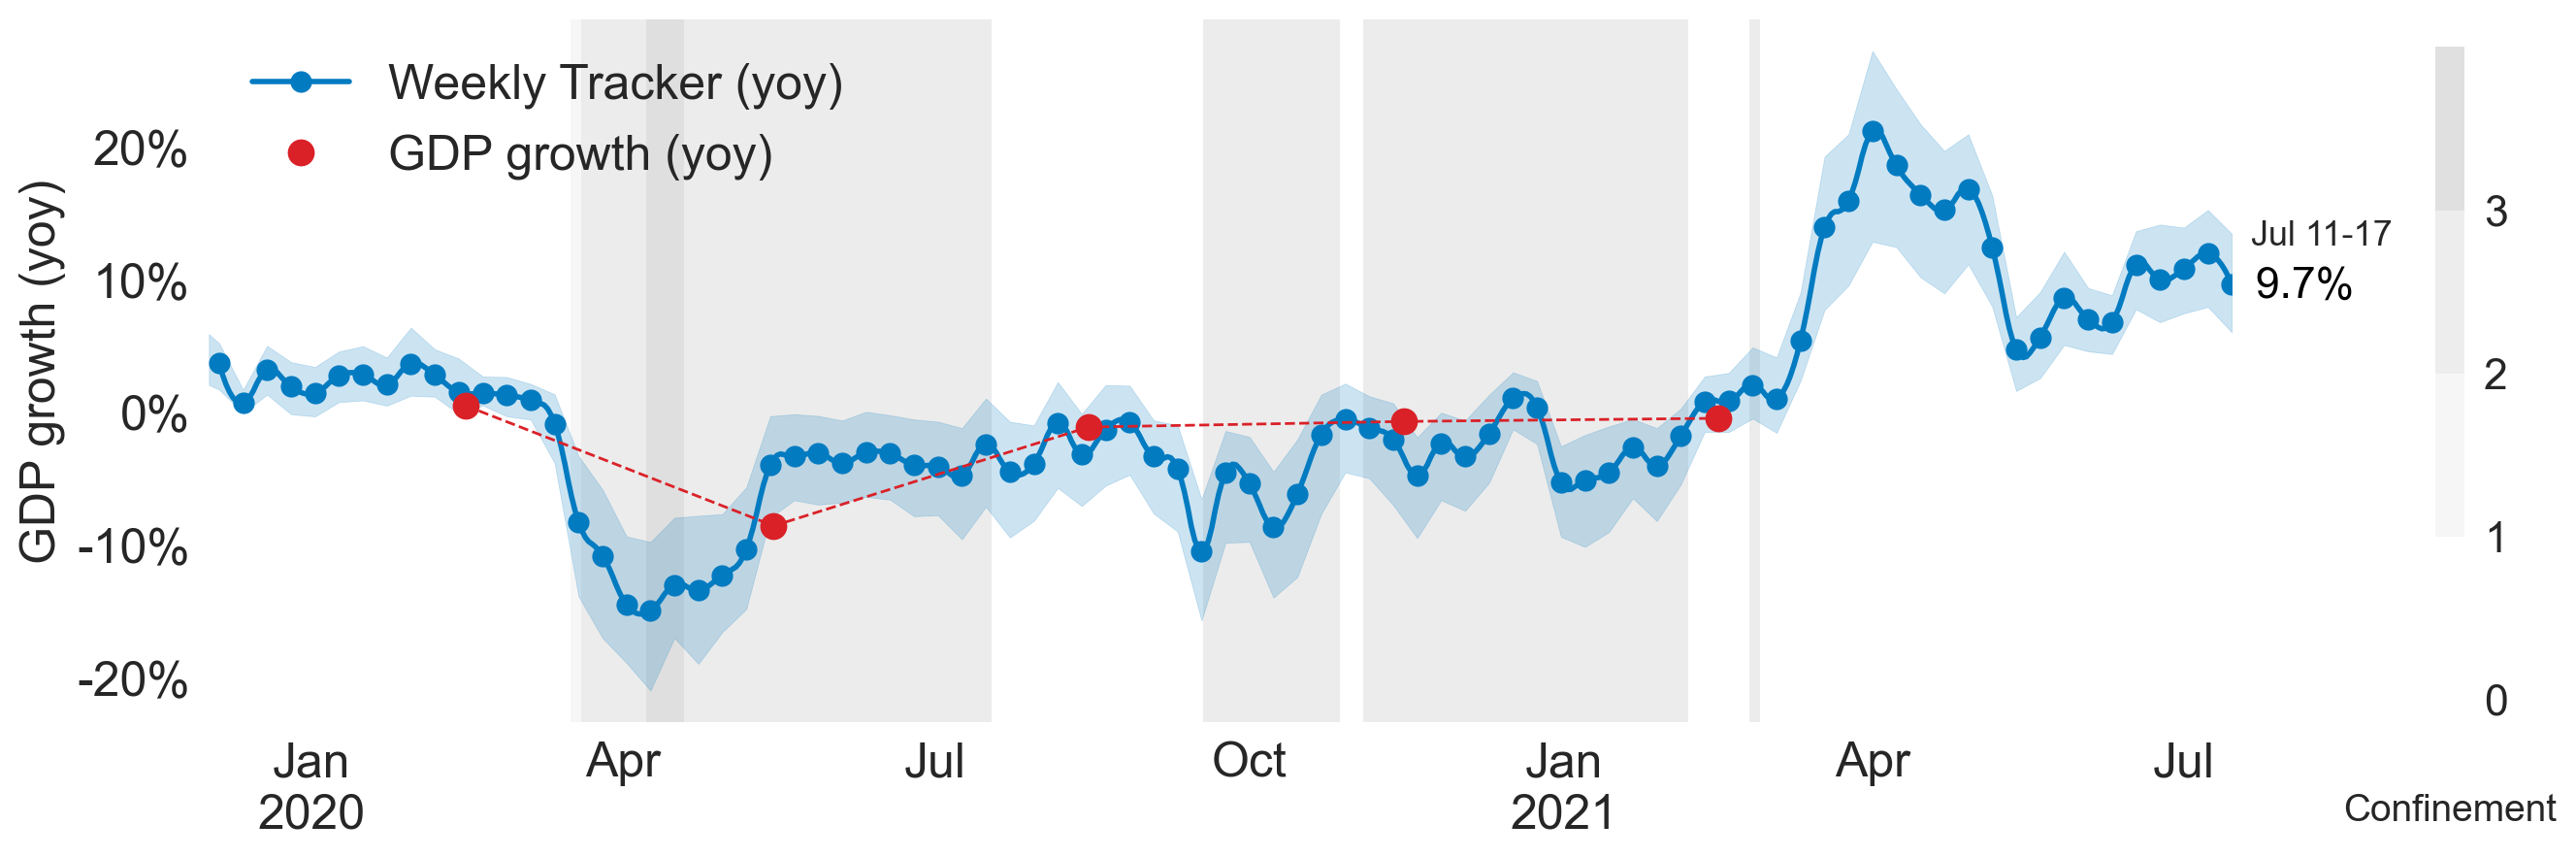 Weekly Tracker (yoy)
GDP growth (yoy)
GDP growth (yoy)
20%
10%
0%
-10%
-20%
Jan
2020
Apr
Jul
Oct
Jan
2021
Apr
Jul
Jul 11-17
9.7%
3
2
1
0
Confinement